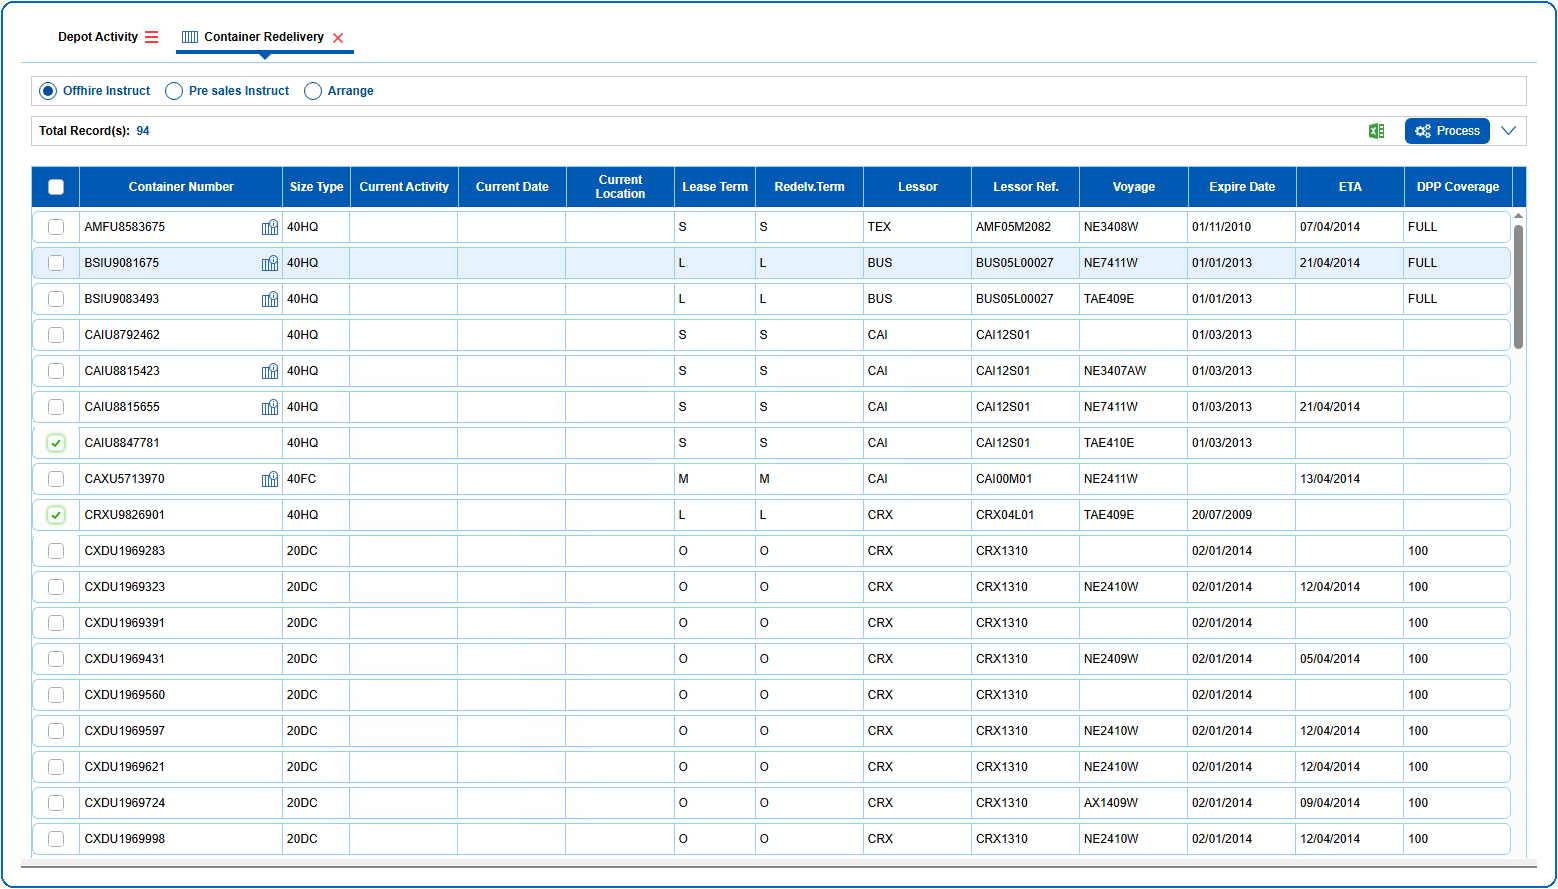 Depot Activity Container Redelivery
Offhire Instruct Pre sales Instruct Arrange
Total Record(s): 94 Process
Container Number Size Type Current Activity Current Date Current Location Lease Term Redelv.Term Lessor Lessor Ref. Voyage Expire Date ETA DPP Coverage
AMFU8583675 40HQ S S TEX AMF05M2082 NE3408W 01/11/2010 07/04/2014 FULL
BSIU9081675 40HQ L L BUS BUS05L00027 NE7411W 01/01/2013 21/04/2014 FULL
BSIU9083493 40HQ L L BUS BUS05L00027 TAE409E 01/01/2013 FULL
CAIU8792462 40HQ S S CAI CAI12S01 01/03/2013
CAIU8815423 40HQ S S CAI CAI12S01 NE3407AW 01/03/2013
CAIU8815655 40HQ S S CAI CAI12S01 NE7411W 01/03/2013 21/04/2014
CAIU8847781 40HQ S S CAI CAI12S01 TAE410E 01/03/2013
CAXU5713970 40FC M M CAI CAI00M01 NE2411W 13/04/2014
CRXU9826901 40HQ L L CRX CRX04L01 TAE409E 20/07/2009
CXDU1969283 20DC O O CRX CRX1310 02/01/2014 100
CXDU1969323 20DC O O CRX CRX1310 NE2410W 02/01/2014 12/04/2014 100
CXDU1969391 20DC O O CRX CRX1310 02/01/2014 100
CXDU1969431 20DC O O CRX CRX1310 NE2409W 02/01/2014 05/04/2014 100
CXDU1969560 20DC O O CRX CRX1310 02/01/2014 100
CXDU1969597 20DC O O CRX CRX1310 NE2410W 02/01/2014 12/04/2014 100
CXDU1969621 20DC O O CRX CRX1310 NE2410W 02/01/2014 12/04/2014 100
CXDU1969724 20DC O O CRX CRX1310 AX1409W 02/01/2014 09/04/2014 100
CXDU1969998 20DC O O CRX CRX1310 NE2410W 02/01/2014 12/04/2014 100